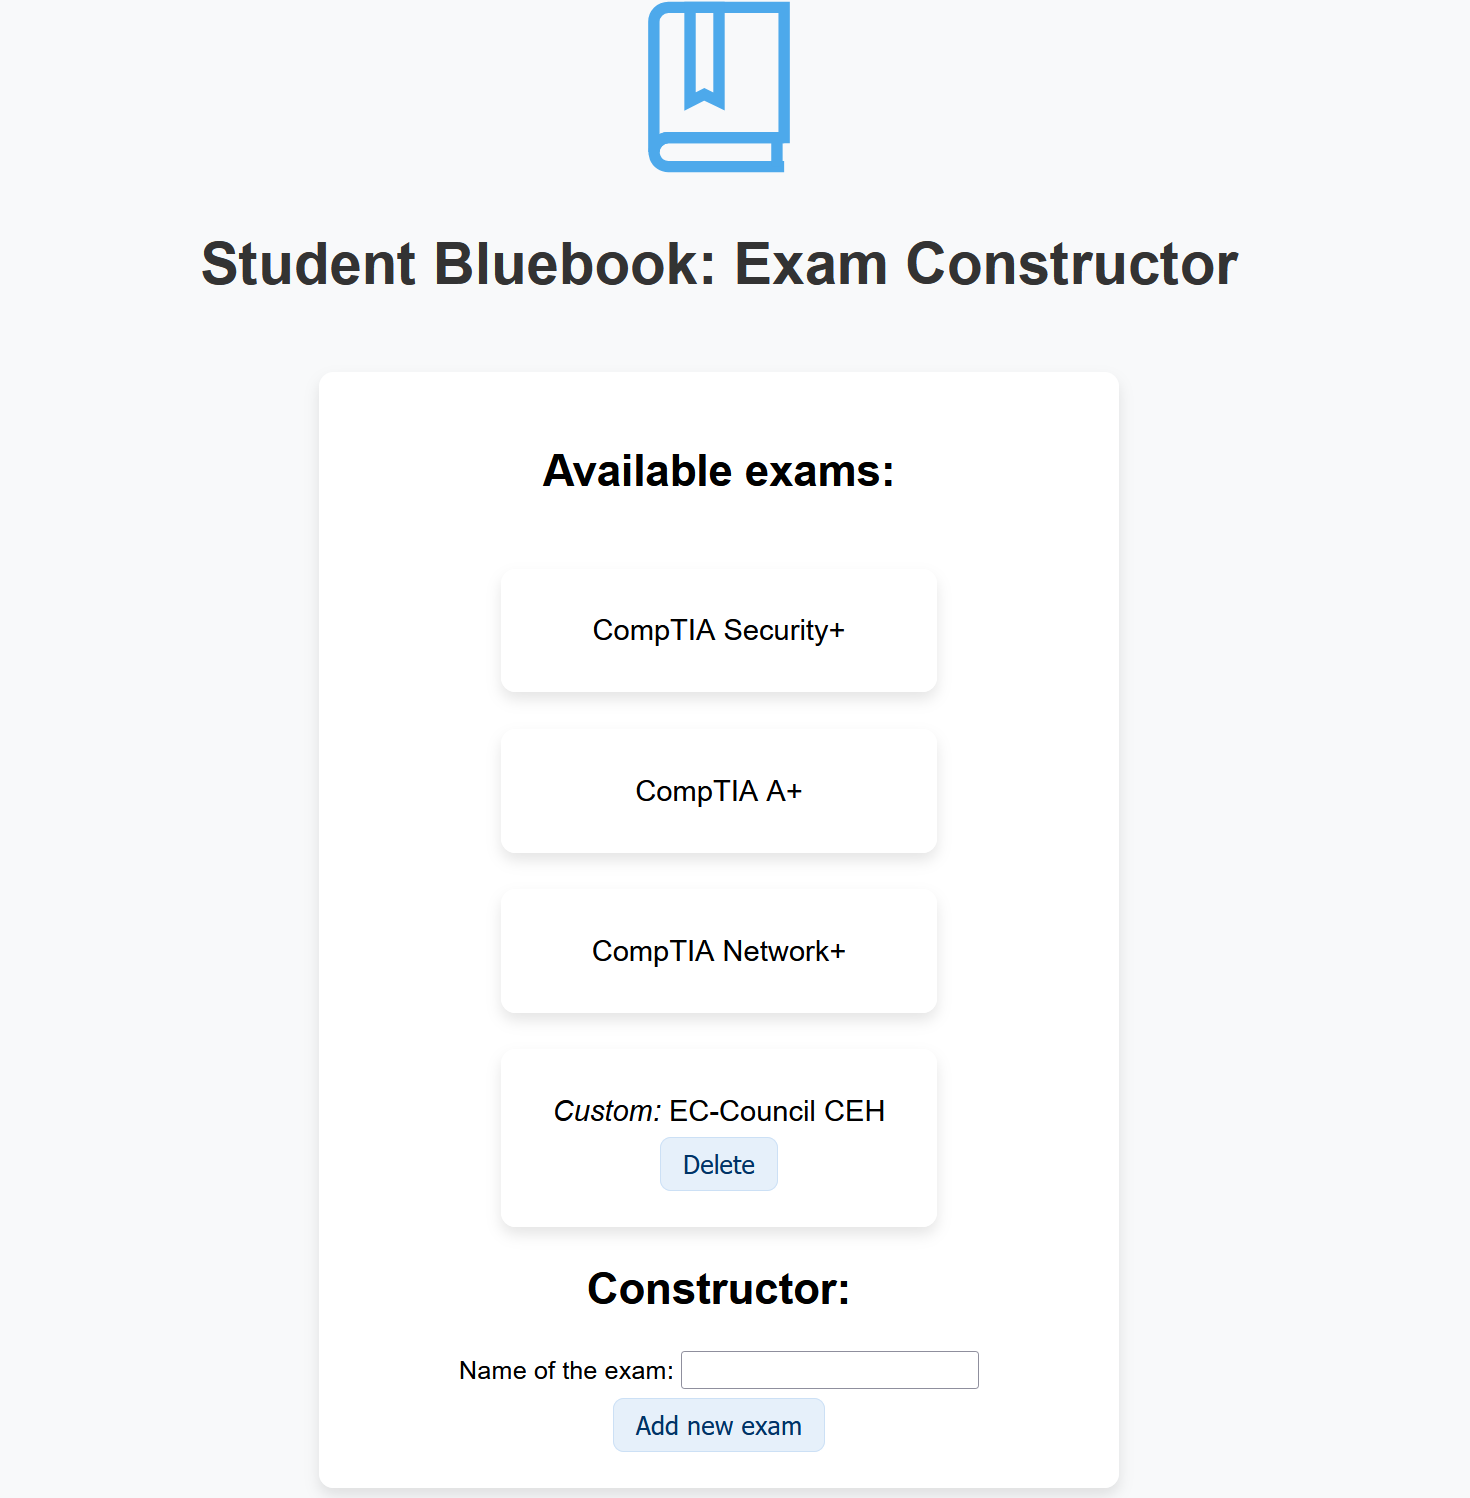 Student Bluebook: Exam Constructor
Available exams:
CompTIA Security+
CompTIA A+
CompTIA Network+
Custom: EC-Council CEH
Delete
Constructor:
Name of the exam:
Add new exam